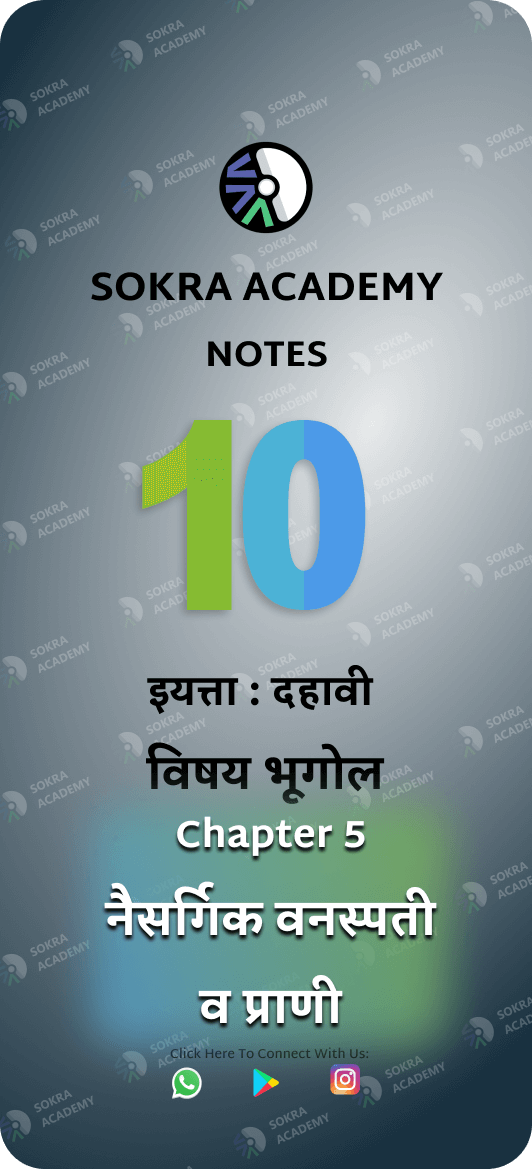 SOKRA ACADEMY
NOTES
10
इयत्ता : दहावी
विषय भूगोल
Chapter 5
नैसर्गिक वनस्पती
व प्राणी
Click Here To Connect With Us: